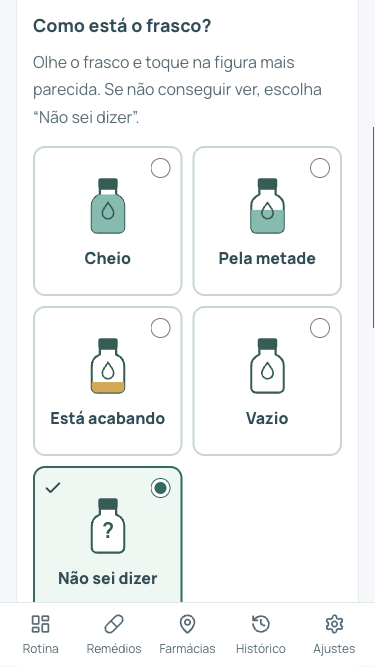 Como está o frasco?
Olhe o frasco e toque na figura mais
parecida. Se não conseguir ver, escolha
“Não sei dizer”.
Cheio
Pela metade
Está acabando
Vazio
?
Não sei dizer
Rotina
Remédios
Farmácias
Histórico
Ajustes